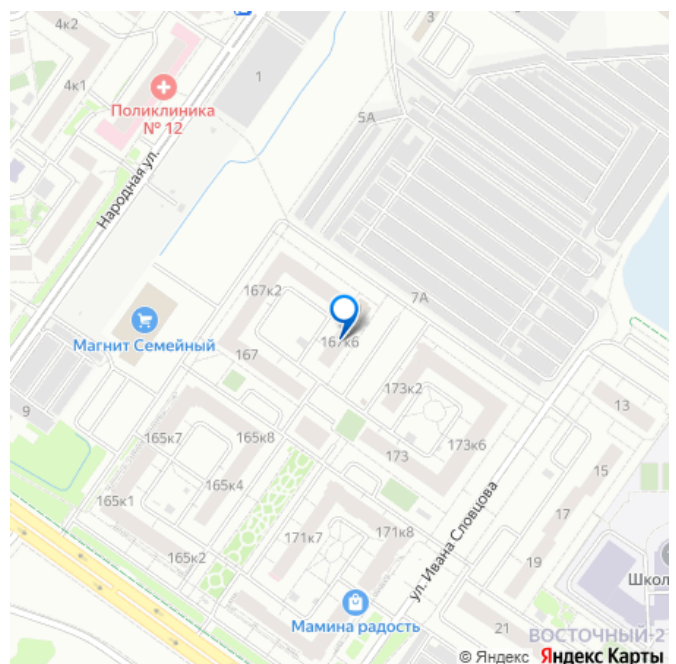 4к2
3
1
4к1
Поликлиника
№ 12
5А
Народная ул.
167к2
7А
Магнит Семейный
167к6
167
173к2
9
13
165к7
165к8
173
173к6
15
165к4
165к1
17
171к7
171к8
165к2
19
ул. Ивана Словцова
Школ
Мамина радость
21
ВОСТОЧНЫЙ-2
© Яндекс Яндекс Карты